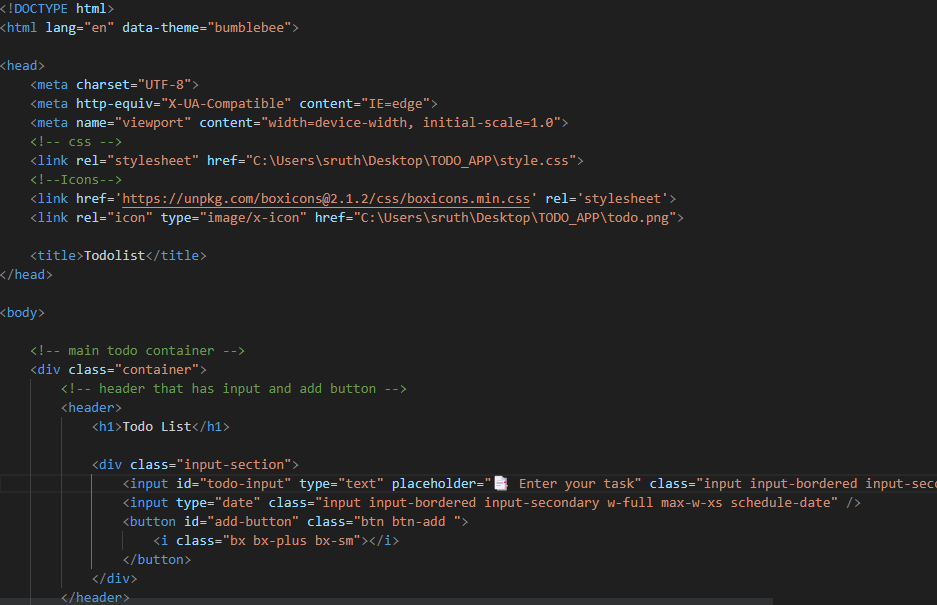 <!DOCTYPE html>
<html lang="en" data-theme="bumblebee">
<head>
<meta charset="UTF-8">
<meta http-equiv="X-UA-Compatible" content="IE=edge">
<meta name="viewport" content="width=device-width, initial-scale=1.0">
<!-- css -->
<link rel="stylesheet" href="C:\Users\sruth\Desktop\TODO_APP\style.css">
<!--Icons-->
<link href='https://unpkg.com/boxicons@2.1.2/css/boxicons.min.css' rel='stylesheet'>
<link rel="icon" type="image/x-icon" href="C:\Users\sruth\Desktop\TODO_APP\todo.png">
<title>Todolist</title>
</head>
<body>
<!-- main todo container -->
<div class="container">
<!-- header that has input and add button -->
<header>
<h1>Todo List</h1>
<div class="input-section">
<input id="todo-input" type="text" placeholder="📑 Enter your task" class="input input-bordered input-seco
<input type="date" class="input input-bordered input-secondary w-full max-w-xs schedule-date" />
<button id="add-button" class="btn btn-add ">
<i class="bx bx-plus bx-sm"></i>
</button>
</div>
</header>